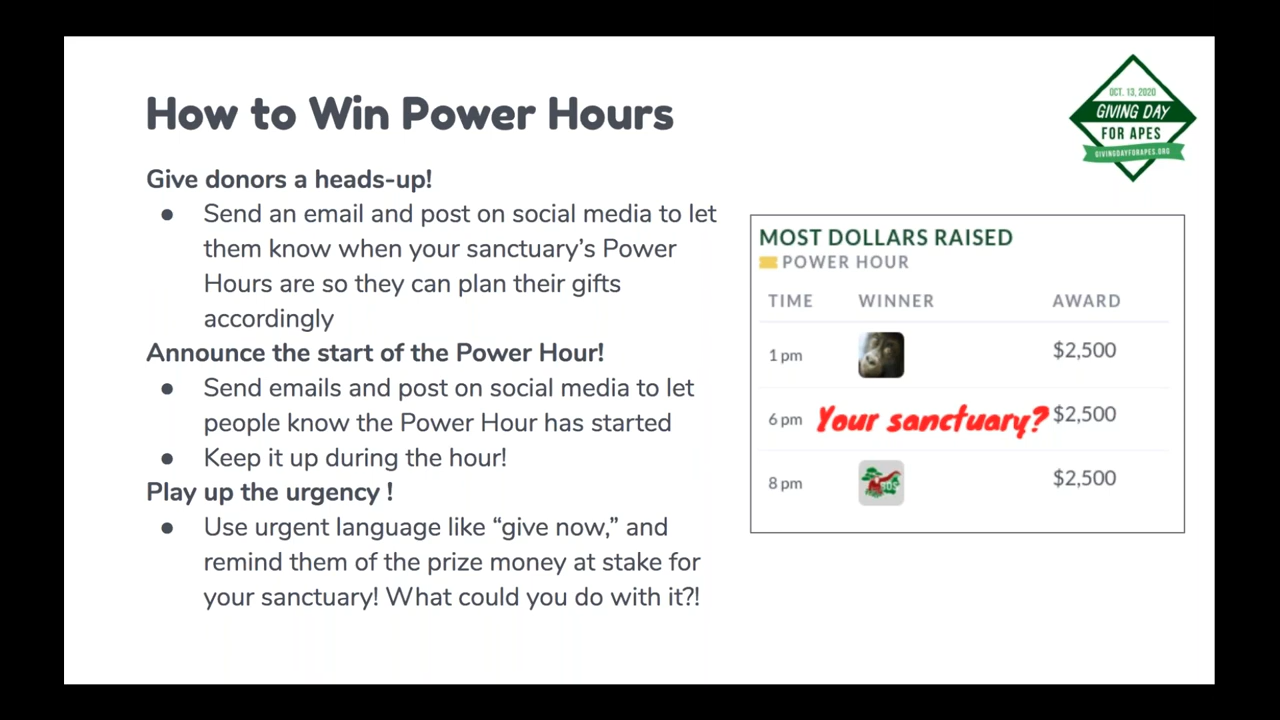 How to Win Power Hours
OCT. 13, 2020
GIVING DAY
FOR APES
GIVINGDAYFORAPES.ORG
Give donors a heads-up!
● Send an email and post on social media to let
them know when your sanctuary’s Power
Hours are so they can plan their gifts
accordingly
Announce the start of the Power Hour!
● Send emails and post on social media to let
people know the Power Hour has started
● Keep it up during the hour!
Play up the urgency !
● Use urgent language like “give now,” and
remind them of the prize money at stake for
your sanctuary! What could you do with it?!
MOST DOLLARS RAISED
POWER HOUR
TIME WINNER AWARD
1 pm $2,500
6 pm Your sanctuary? $2,500
8 pm $2,500